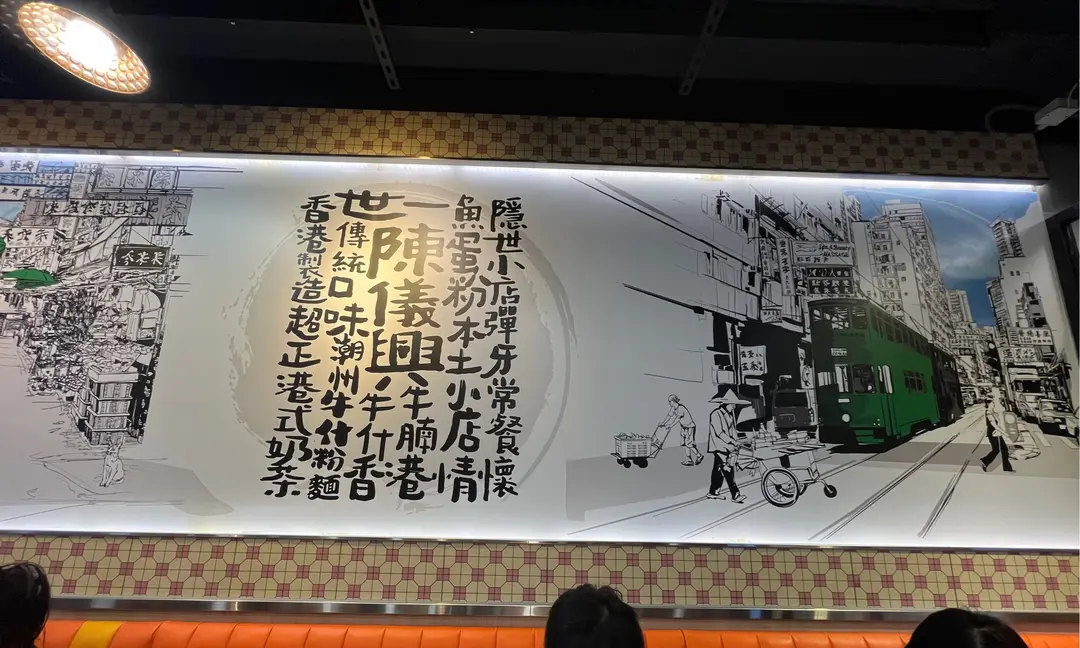 隱世小店彈牙常餐懷
魚蛋粉本土小店情
一陳儀興、牛腩港
、牛什香
世傳統口味潮州牛什粉麵
香港製造超正港式奶茶